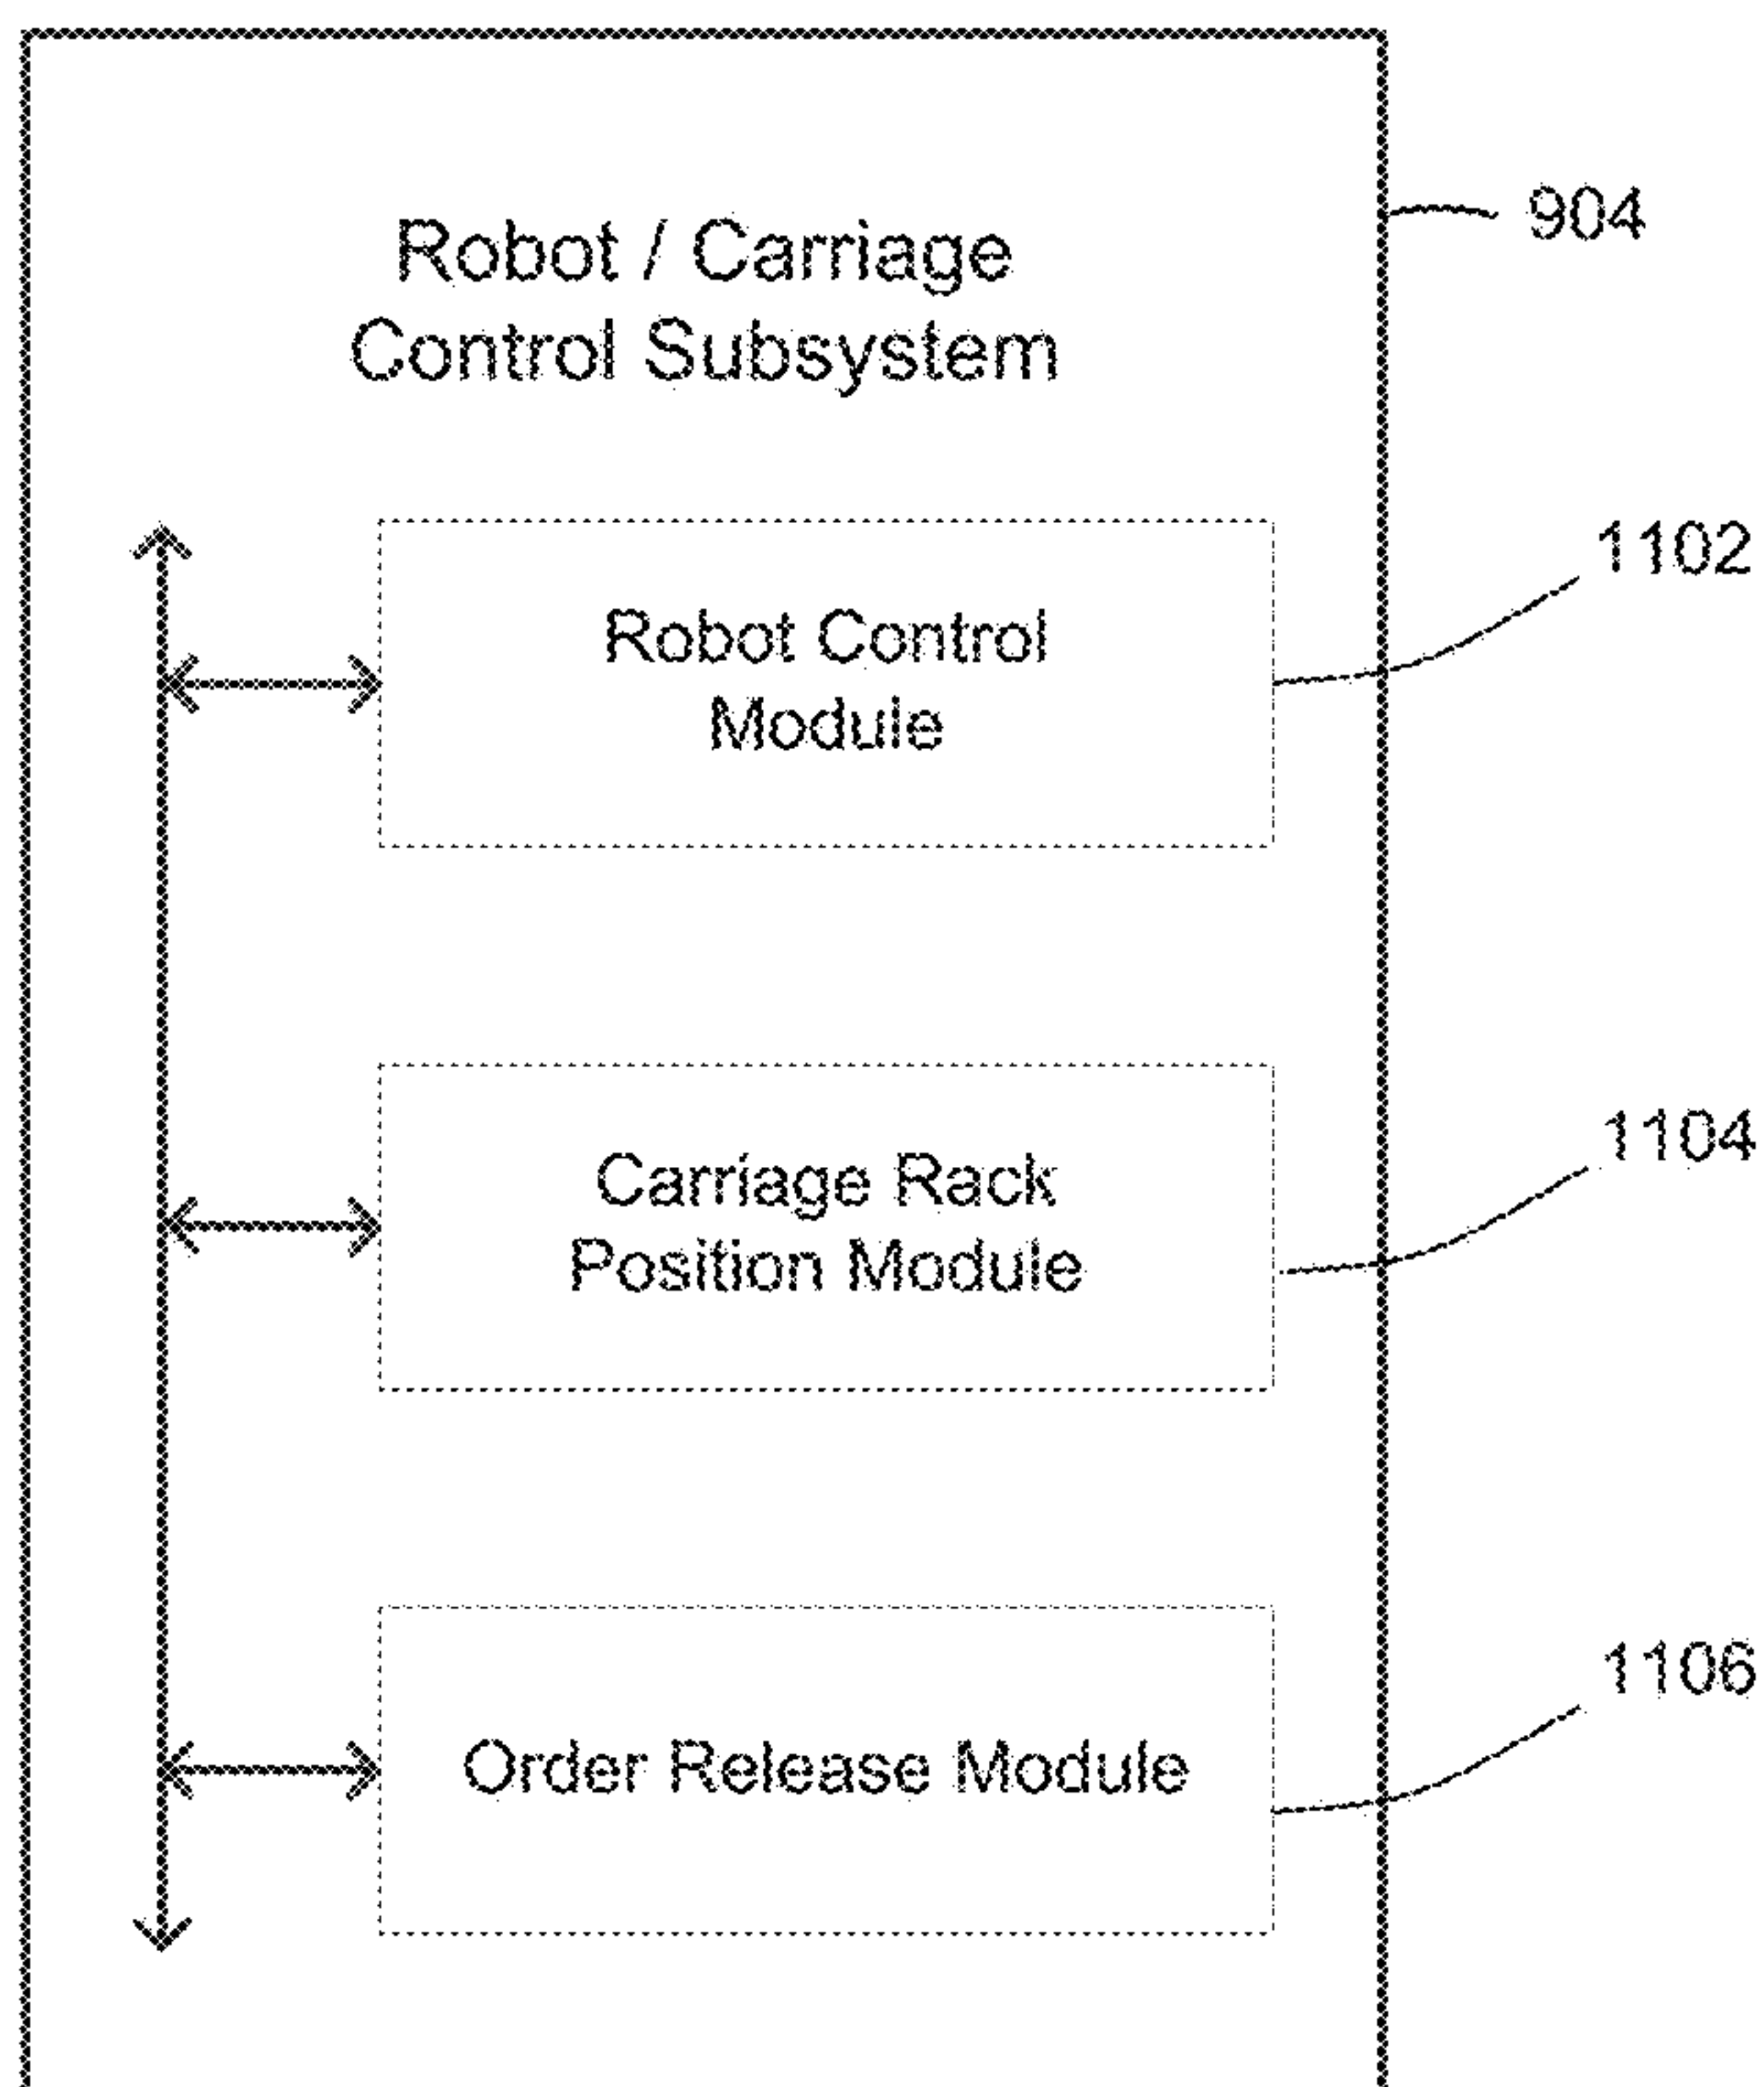 904
Robot / Carriage
Control Subsystem
1102
Robot Control
Module
1104
Carriage Rack
Position Module
1106
Order Release Module